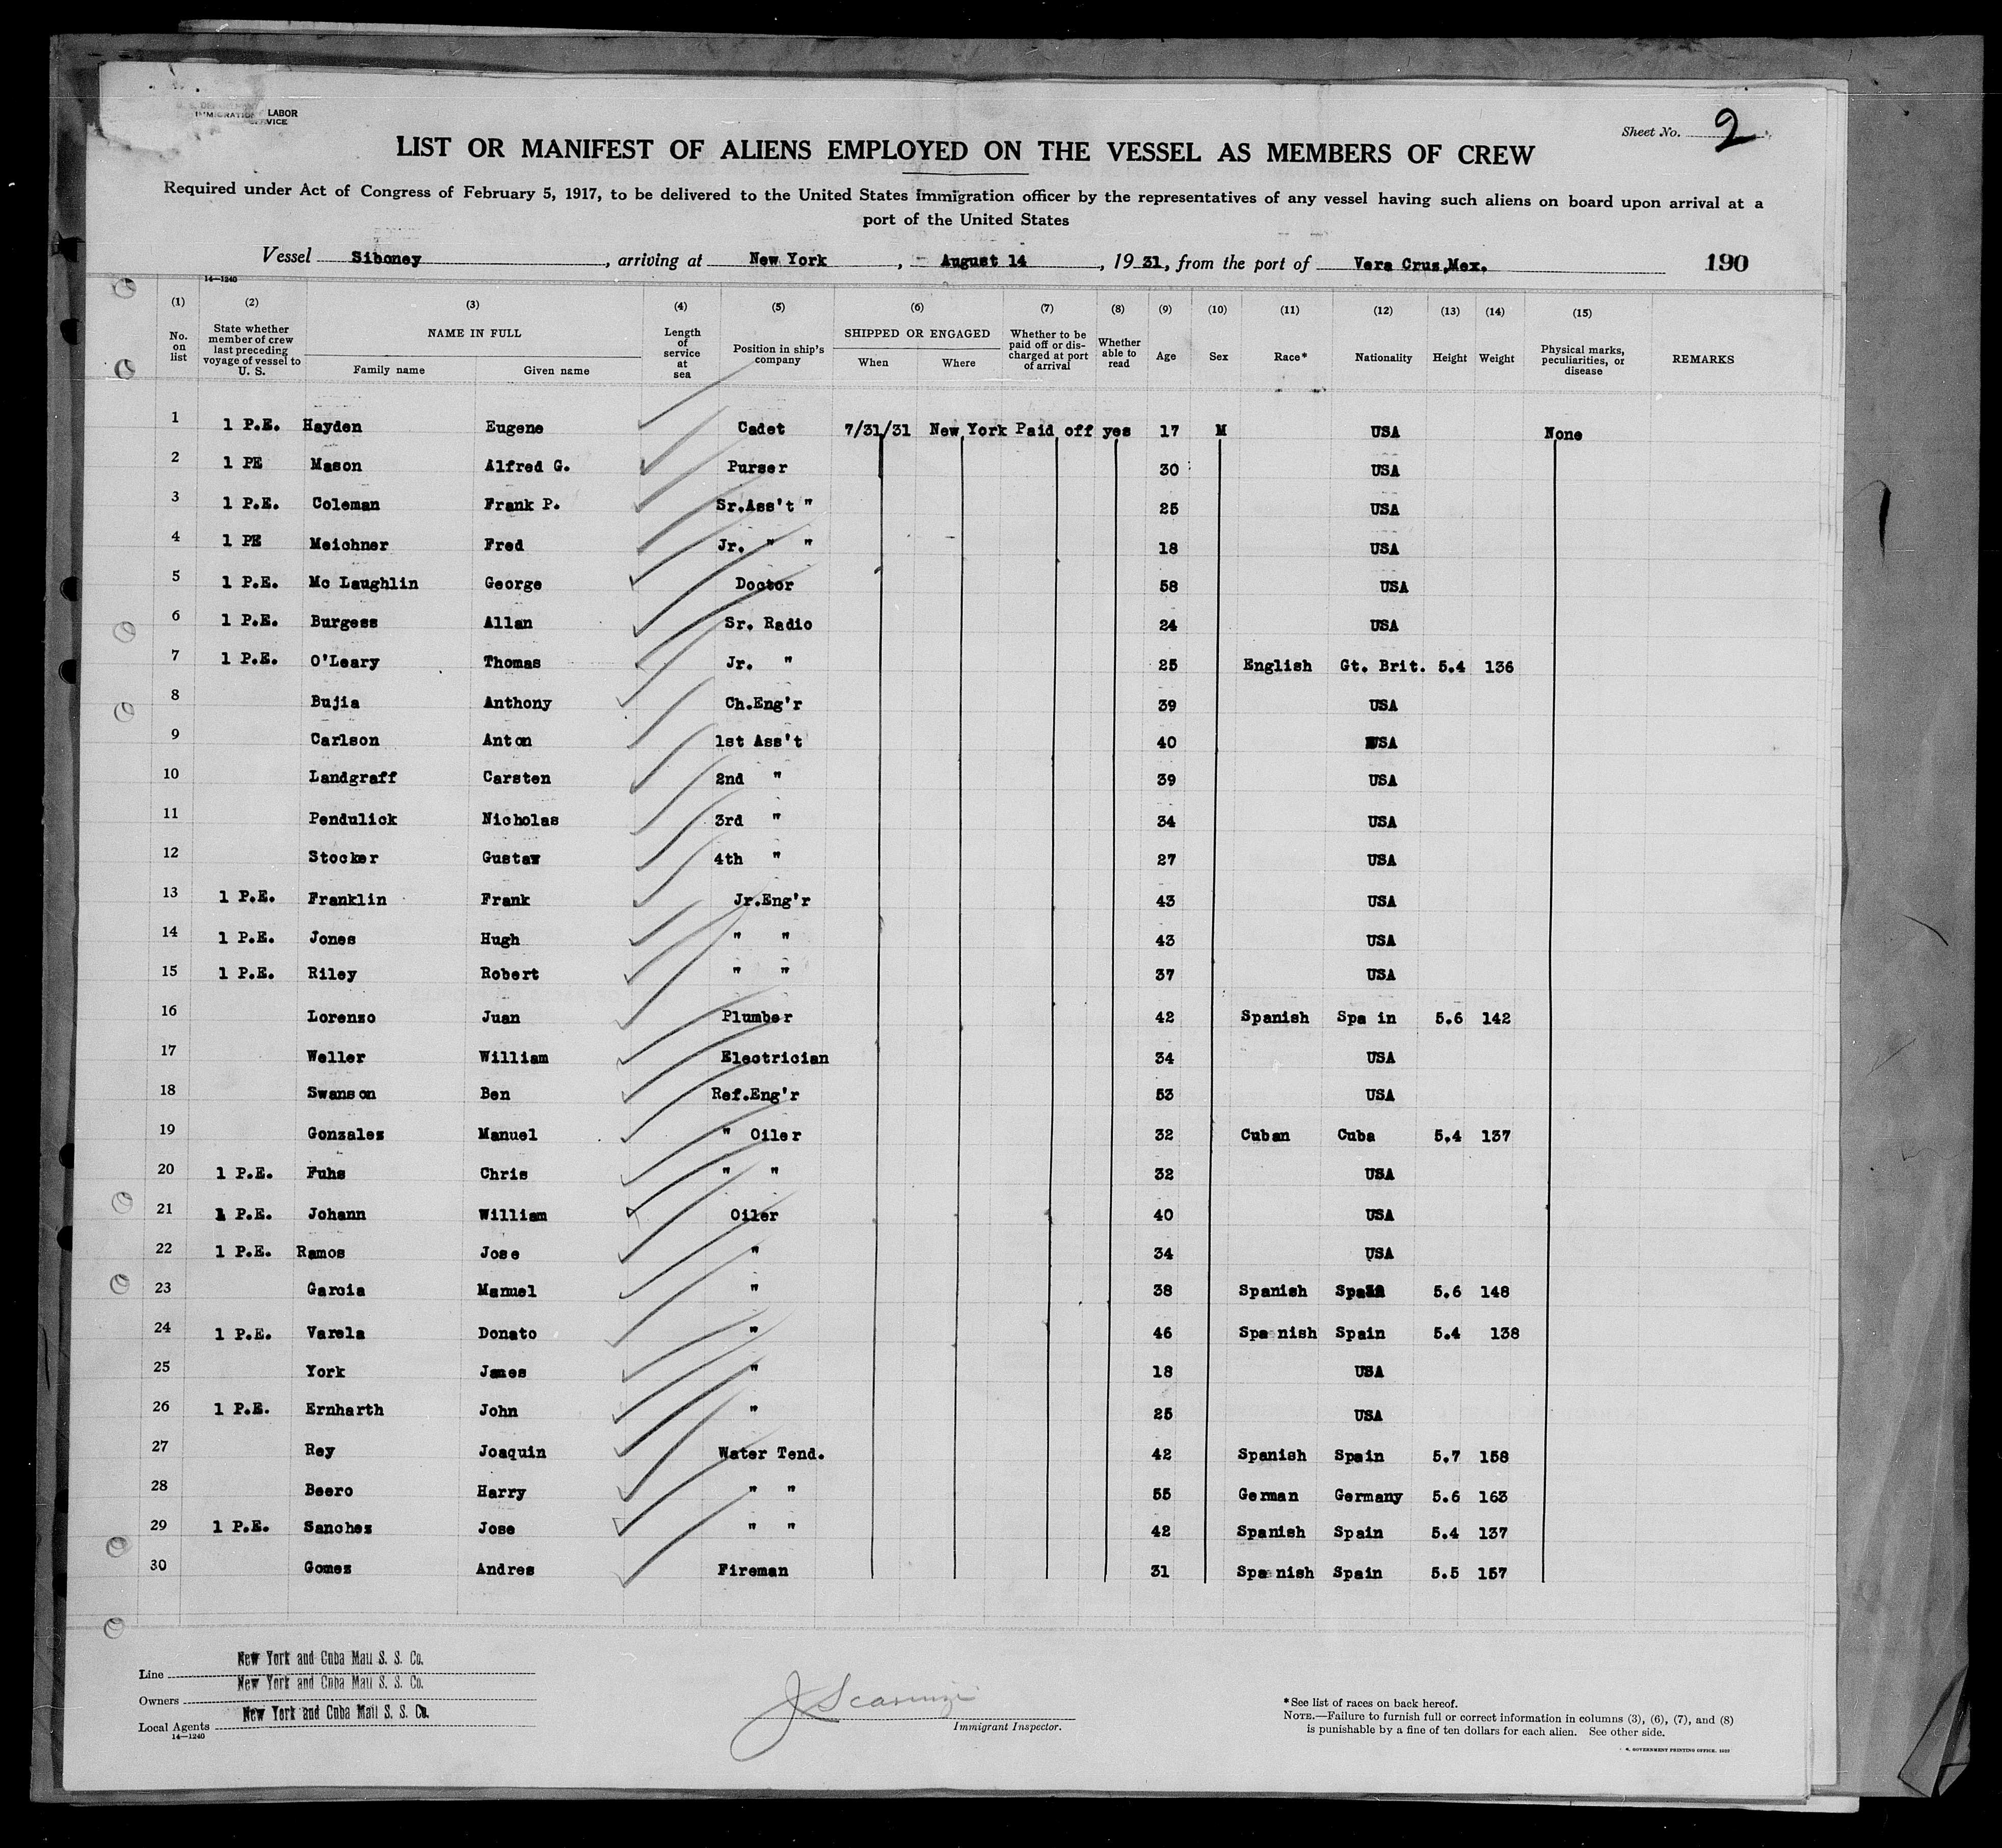 LABOR
IMMIGRATION SERVICE
Sheet No. 2
LIST OR MANIFEST OF ALIENS EMPLOYED ON THE VESSEL AS MEMBERS OF CREW
Required under Act of Congress of February 5, 1917, to be delivered to the United States immigration officer by the representatives of any vessel having such aliens on board upon arrival at a
port of the United States
Vessel Siboney, arriving at New York, August 14, 1931, from the port of Vera Cruz, Mex. 190
14—1240
(1) (2) (3) (4) (5) (6) (7) (8) (9) (10) (11) (12) (13) (14) (15)
No. on list State whether member of crew last preceding voyage of vessel to U. S. NAME IN FULL Family name Given name Length of service at sea Position in ship's company SHIPPED OR ENGAGED When Where Whether to be paid off or discharged at port of arrival Whether able to read Age Sex Race* Nationality Height Weight Physical marks, peculiarities, or disease REMARKS
1 1 P.E. Hayden Eugene Cadet 7/31/31 New York Paid off yes 17 M USA None
2 1 PE Mason Alfred G. Purser 30 USA
3 1 P.E. Coleman Frank P. Sr.Ass't " 25 USA
4 1 PE Meichner Fred Jr. " " 18 USA
5 1 P.E. Mc Laughlin George Doctor 58 USA
6 1 P.E. Burgess Allan Sr. Radio 24 USA
7 1 P.E. O'Leary Thomas Jr. " 25 English Gt. Brit. 5.4 136
8 Bujia Anthony Ch.Eng'r 39 USA
9 Carlson Anton 1st Ass't 40 USA
10 Landgraff Carsten 2nd " 39 USA
11 Pendulick Nicholas 3rd " 34 USA
12 Stocker Gustav 4th " 27 USA
13 1 P.E. Franklin Frank Jr.Eng'r 43 USA
14 1 P.E. Jones Hugh " " 43 USA
15 1 P.E. Riley Robert " " 37 USA
16 Lorenzo Juan Plumber 42 Spanish Spa in 5.6 142
17 Weller William Electrician 34 USA
18 Swanson Ben Ref.Eng'r 53 USA
19 Gonzalez Manuel " Oiler 32 Cuban Cuba 5.4 137
20 1 P.E. Fuhs Chris " " 32 USA
21 1 P.E. Johann William Oiler 40 USA
22 1 P.E. Ramos Jose " 34 USA
23 Garcia Manuel " 38 Spanish Spain 5.6 148
24 1 P.E. Varela Donato " 46 Spanish Spain 5.4 138
25 York James " 18 USA
26 1 P.E. Ernharth John " 25 USA
27 Rey Joaquin Water Tend. 42 Spanish Spain 5.7 158
28 Beero Harry " " 55 German Germany 5.6 163
29 1 P.E. Sanchez Jose " " 42 Spanish Spain 5.4 137
30 Gomez Andres Fireman 31 Spanish Spain 5.5 157
Line New York and Cuba Mail S. S. Co.
Owners New York and Cuba Mail S. S. Co.
Local Agents New York and Cuba Mail S. S. Co.
14—1240
Immigrant Inspector.
*See list of races on back hereof.
NOTE.—Failure to furnish full or correct information in columns (3), (6), (7), and (8)
is punishable by a fine of ten dollars for each alien. See other side.
GOVERNMENT PRINTING OFFICE